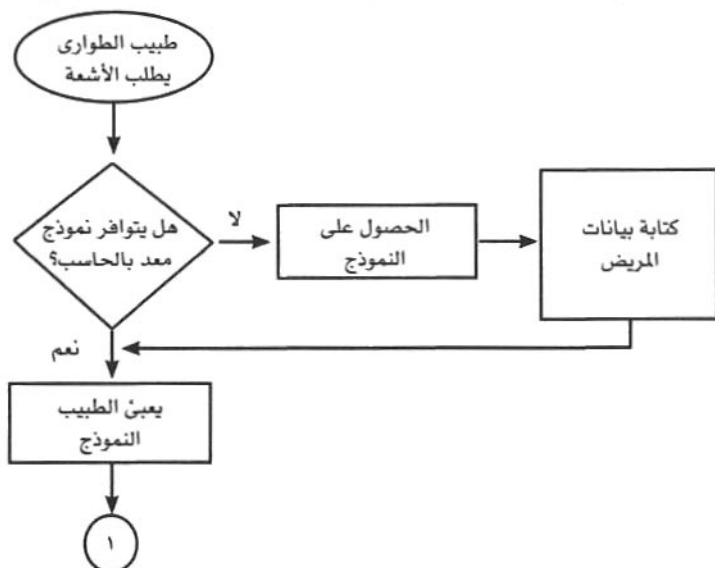 طبيب الطوارى
يطلب الأشعة
هل يتوافر نموذج
معد بالحاسب؟
لا
الحصول على
النموذج
كتابة بيانات
المريض
نعم
يعبئ الطبيب
النموذج
١